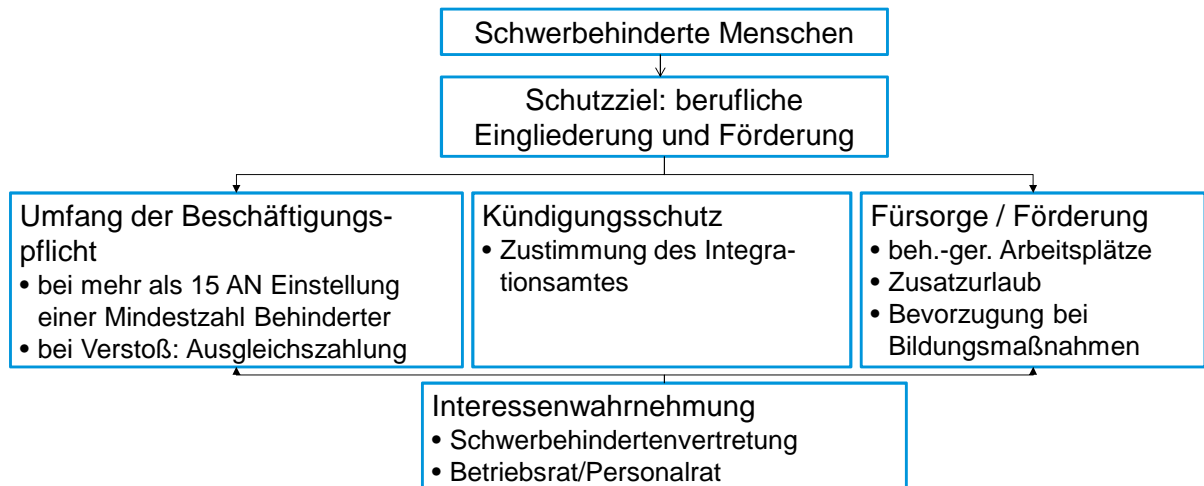 Schwerbehinderte Menschen
Schutzziel: berufliche
Eingliederung und Förderung
Umfang der Beschäftigungs-
pflicht
• bei mehr als 15 AN Einstellung
einer Mindestzahl Behinderter
• bei Verstoß: Ausgleichszahlung
Kündigungsschutz
• Zustimmung des Integra-
tionsamtes
Fürsorge / Förderung
• beh.-ger. Arbeitsplätze
• Zusatzurlaub
• Bevorzugung bei
Bildungsmaßnahmen
Interessenwahrnehmung
• Schwerbehindertenvertretung
• Betriebsrat/Personalrat